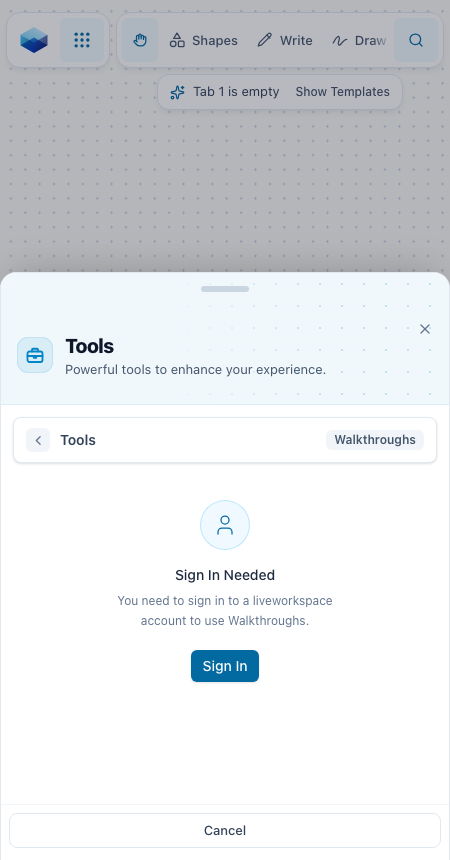 Shapes
Write
Draw
Tab 1 is empty
Show Templates
Tools
Powerful tools to enhance your experience.
Tools
Walkthroughs
Sign In Needed
You need to sign in to a liveworkspace
account to use Walkthroughs.
Sign In
Cancel